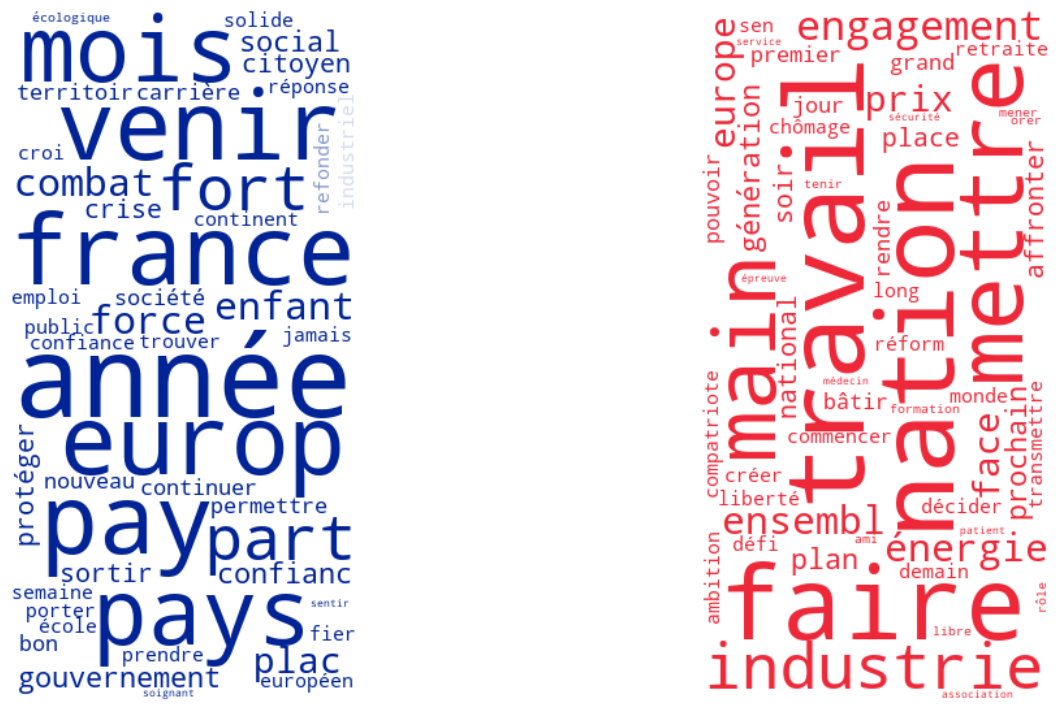 écologique
mois
solide
social
citoyen
territoir
carrière
réponse
venir
industriel
croi
refonder
combat
fort
crise
continent
france
emploi
société
enfant
public
force
jamais
confiance
trouver
année
europ
protéger
nouveau
continuer
pay
permettre
part
sortir
confianc
semaine
pays
sentir
porter
école
fier
bon
prendre
plac
gouvernement
européen
soignant
europe
sen
engagement
service
premier
retraite
grand
travail
jour
prix
mettre
génération
chômage
sécurité
mener
orer
place
pouvoir
soir
tenir
nation
affronter
rendre
main
épreuve
long
national
réform
compatriote
médecin
bâtir
formation
monde
face
prochain
transmettre
commencer
créer
liberté
décider
ensembl
patient
ambition
défi
ami
énergie
plan
demain
faire
rôle
libre
industrie
association